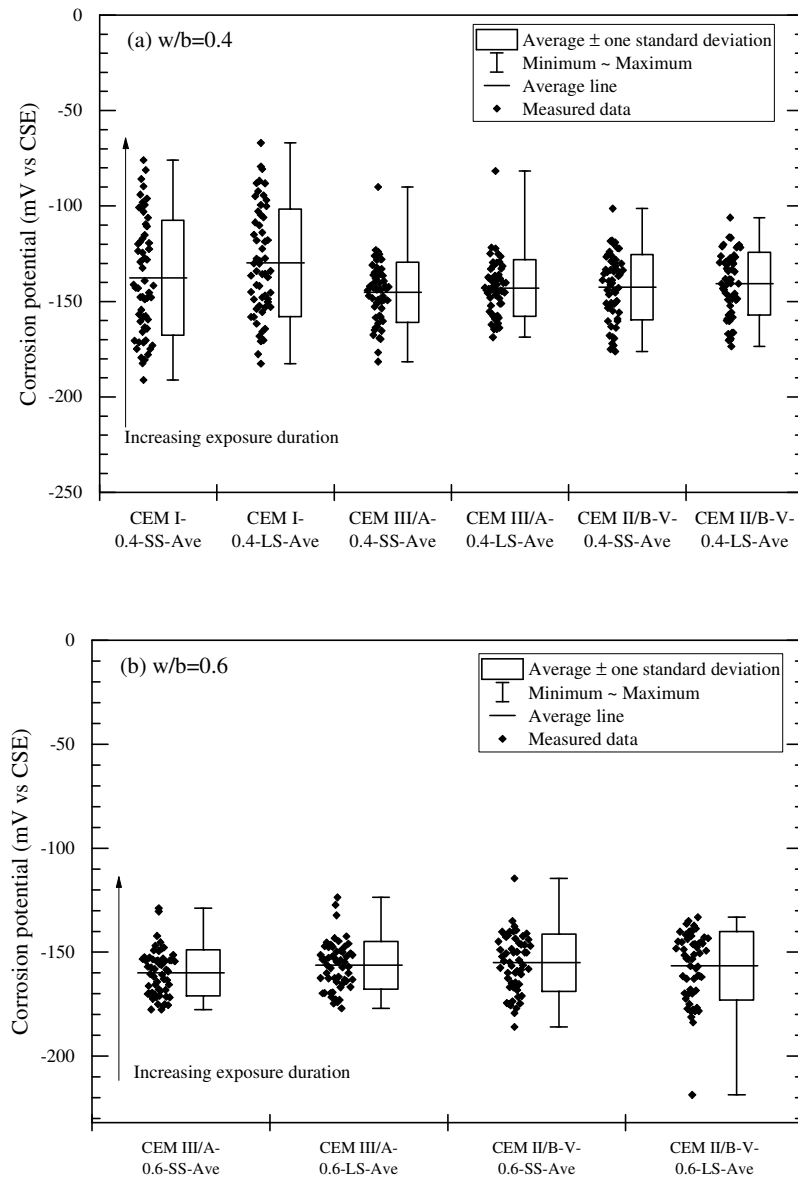 (a) w/b=0.4
Average ± one standard deviation
Minimum ~ Maximum
Average line
Measured data
0
-50
-100
-150
-200
-250
Corrosion potential (mV vs CSE)
Increasing exposure duration
CEM I-
0.4-SS-Ave
CEM I-
0.4-LS-Ave
CEM III/A-
0.4-SS-Ave
CEM III/A-
0.4-LS-Ave
CEM II/B-V-
0.4-SS-Ave
CEM II/B-V-
0.4-LS-Ave
(b) w/b=0.6
Average ± one standard deviation
Minimum ~ Maximum
Average line
Measured data
0
-50
-100
-150
-200
Corrosion potential (mV vs CSE)
Increasing exposure duration
CEM III/A-
0.6-SS-Ave
CEM III/A-
0.6-LS-Ave
CEM II/B-V-
0.6-SS-Ave
CEM II/B-V-
0.6-LS-Ave